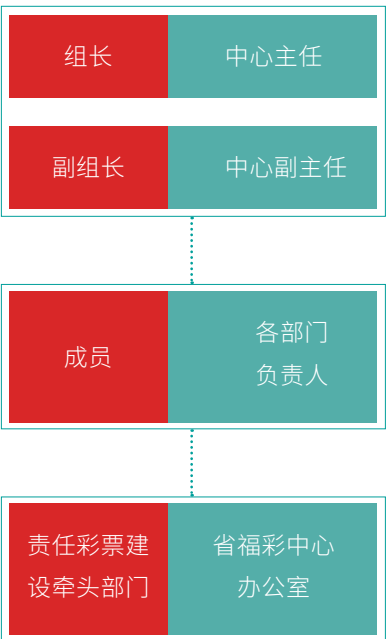 组长
中心主任
副组长
中心副主任
成员
各部门
负责人
责任彩票建
设牵头部门
省福彩中心
办公室